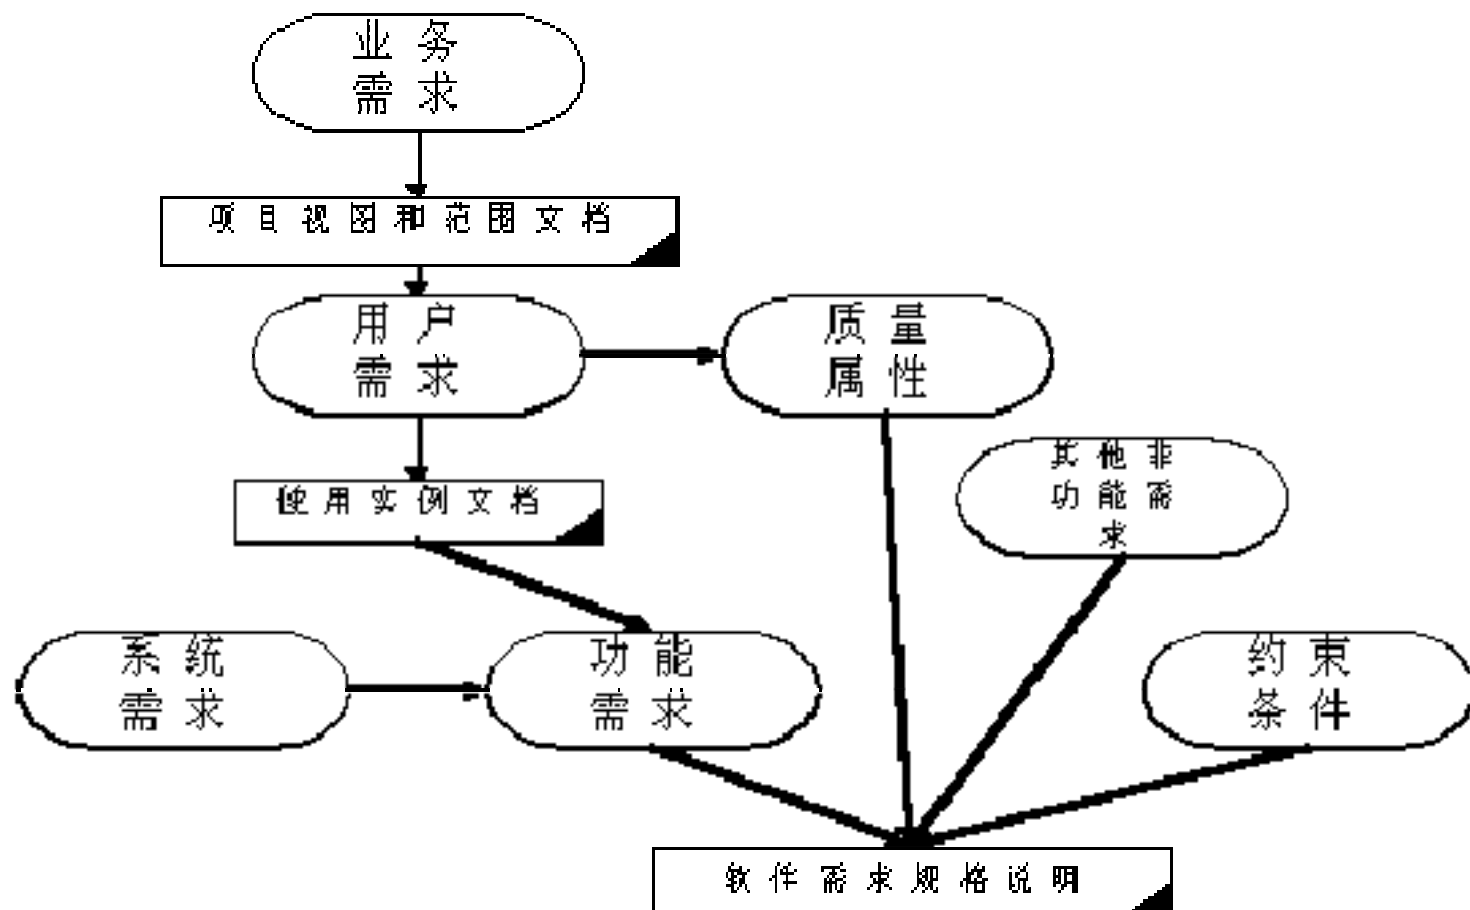 业务
需求
项目视图和范围文档
用户
需求
质量
属性
其他非
功能需
求
使用实例文档
系统
需求
功能
需求
约束
条件
软件需求规格说明